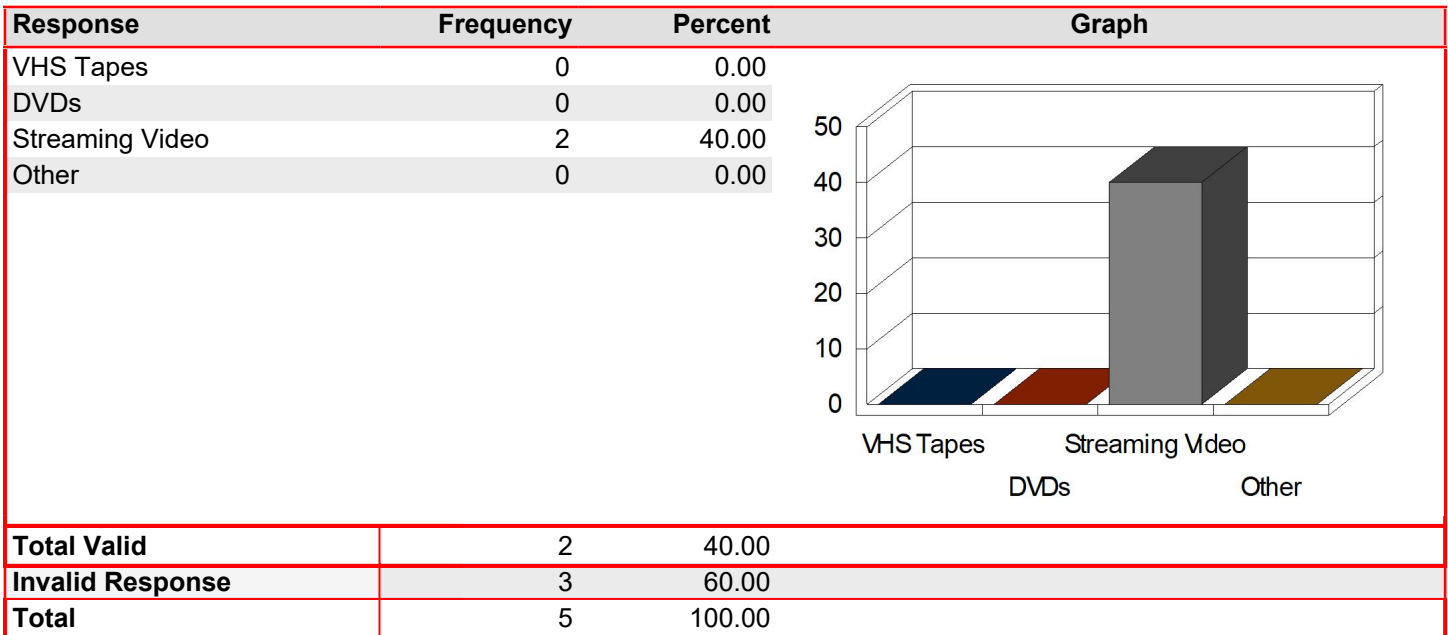 Response Frequency Percent Graph
VHS Tapes 0 0.00
DVDs 0 0.00
Streaming Video 2 40.00
Other 0 0.00
50
40
30
20
10
0
VHS Tapes Streaming Video
DVDs Other
Total Valid 2 40.00
Invalid Response 3 60.00
Total 5 100.00